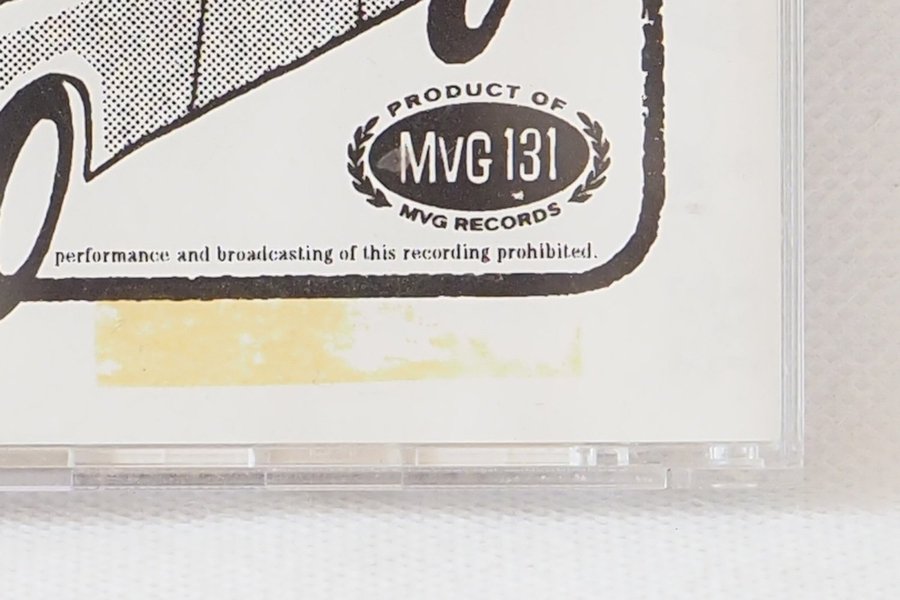 PRODUCT OF
MVG 131
MVG RECORDS
performance and broadcasting of this recording prohibited.